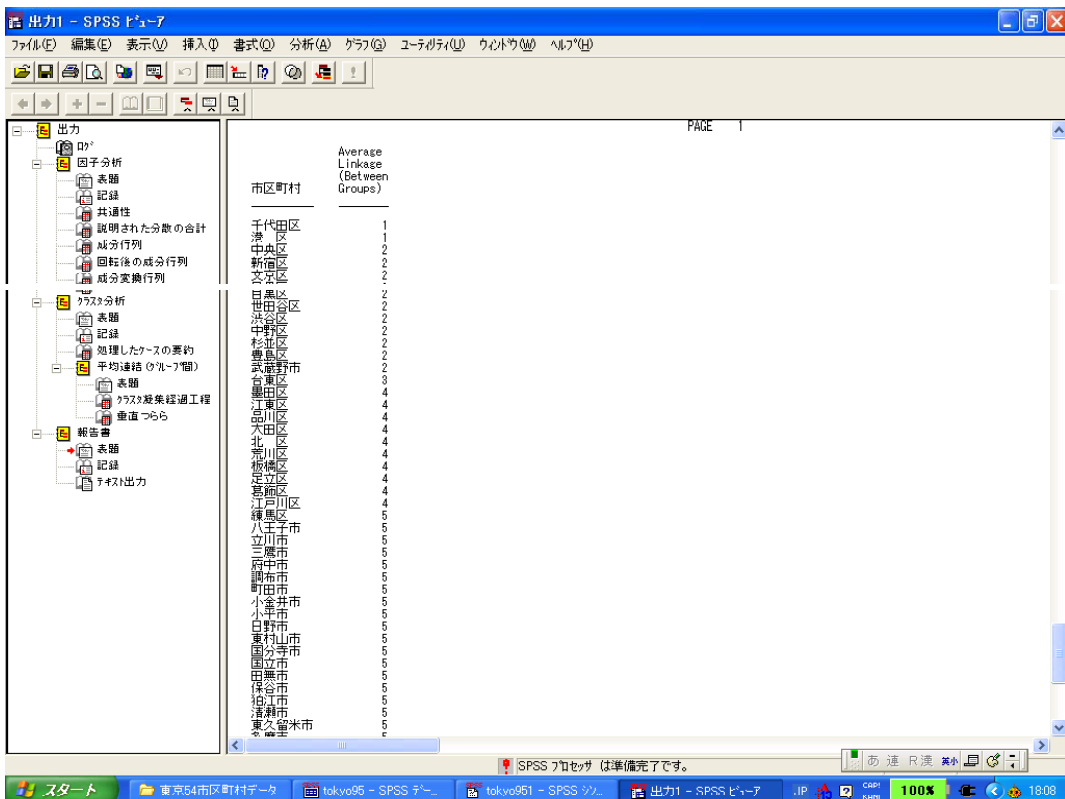 出力1 - SPSS ビューア
ファイル(F) 編集(E) 表示(V) 挿入(I) 書式(O) 分析(A) グラフ(G) ユーティリティ(U) ウィンドウ(W) ヘルプ(H)
出力
ログ
因子分析
表題
記録
共通性
説明された分散の合計
成分行列
回転後の成分行列
成分変換行列
クラスタ分析
表題
記録
処理したケースの要約
平均連結 (グループ間)
表題
クラスタ凝集経過工程
垂直つらら
報告書
表題
記録
テキスト出力
PAGE 1
Average
Linkage
(Between
市区町村 Groups)
千代田区 1
港 区 1
中央区 2
新宿区 2
文京区 2
目黒区 2
世田谷区 2
渋谷区 2
中野区 2
杉並区 2
豊島区 2
武蔵野市 2
台東区 3
墨田区 4
江東区 4
品川区 4
大田区 4
北 区 4
荒川区 4
板橋区 4
足立区 4
葛飾区 4
江戸川区 4
練馬区 5
八王子市 5
立川市 5
三鷹市 5
府中市 5
調布市 5
町田市 5
小金井市 5
小平市 5
日野市 5
東村山市 5
国分寺市 5
国立市 5
田無市 5
保谷市 5
狛江市 5
清瀬市 5
東久留米市 5
SPSS プロセッサ は準備完了です。
あ 連 R漢 英小
スタート
東京54市区町村データ
tokyo95 - SPSS デ...
tokyo951 - SPSS シン...
出力1 - SPSS ビューア
JP
CAPS
KANA
100%
18:08